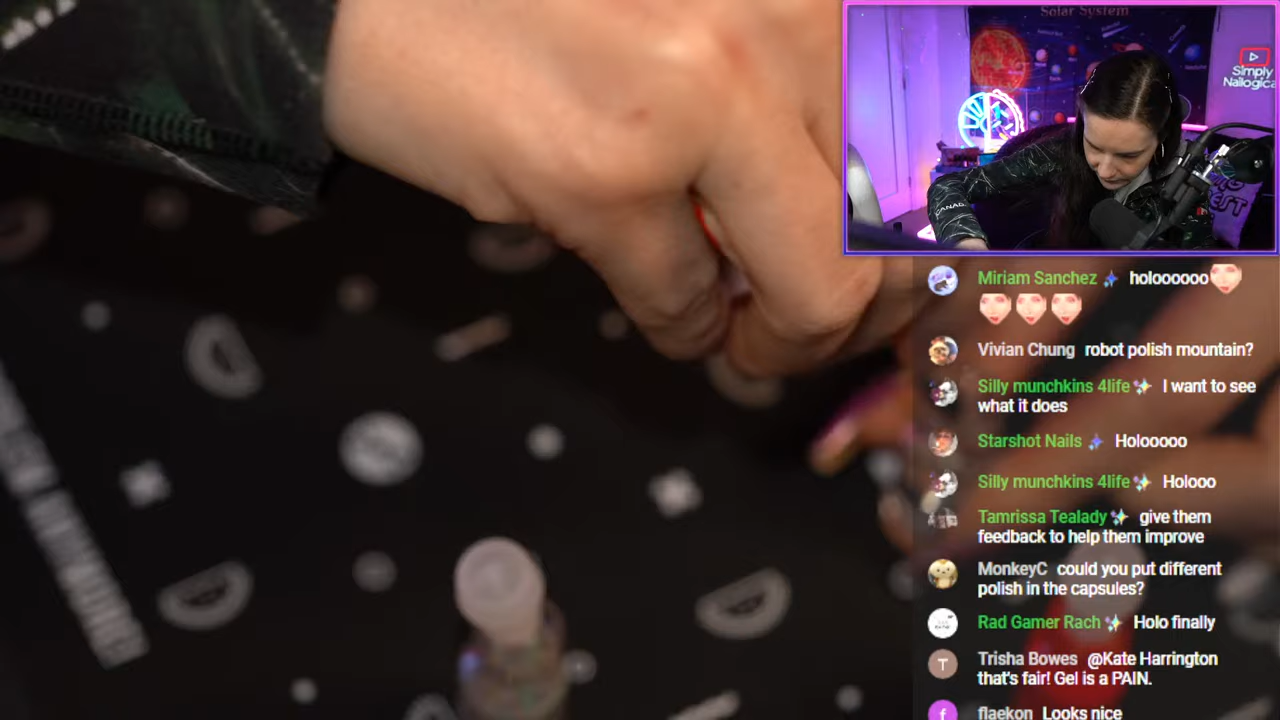 Solar System
Simply
Nailogical
CANADA
Miriam Sanchez holoooooo
Vivian Chung robot polish mountain?
Silly munchkins 4life I want to see
what it does
Starshot Nails Holooooo
Silly munchkins 4life Holooo
Tamrissa Tealady give them
feedback to help them improve
MonkeyC could you put different
polish in the capsules?
Rad Gamer Rach Holo finally
T
Trisha Bowes @Kate Harrington
that's fair! Gel is a PAIN.
f
flaekon Looks nice